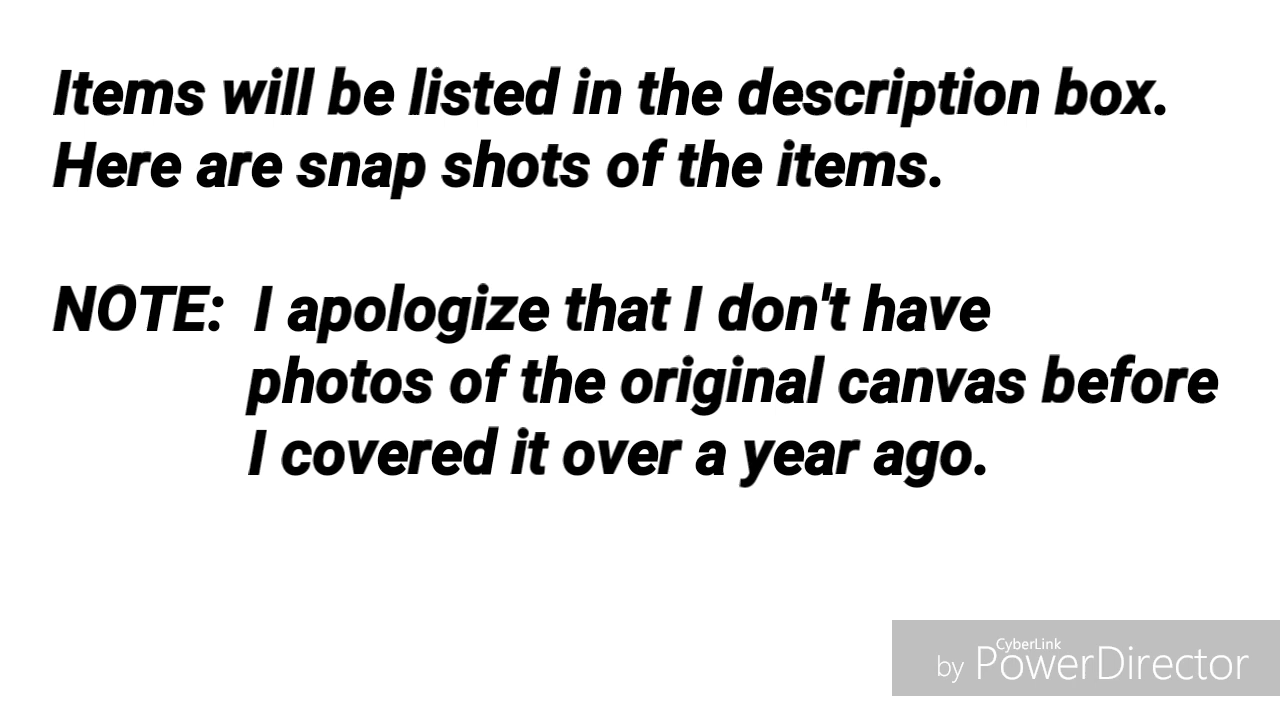 Items will be listed in the description box.
Here are snap shots of the items.
NOTE: I apologize that I don't have
photos of the original canvas before
I covered it over a year ago.
CyberLink
by PowerDirector